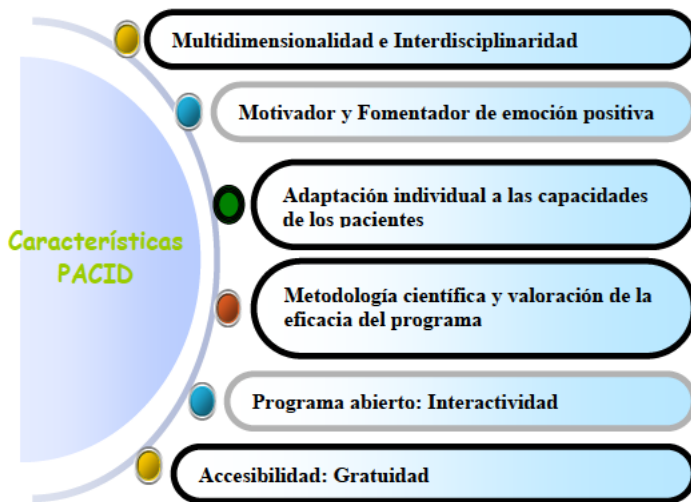 Multidimensionalidad e Interdisciplinaridad
Motivador y Fomentador de emoción positiva
Adaptación individual a las capacidades
de los pacientes
Características
PACID
Metodología científica y valoración de la
eficacia del programa
Programa abierto: Interactividad
Accesibilidad: Gratuidad